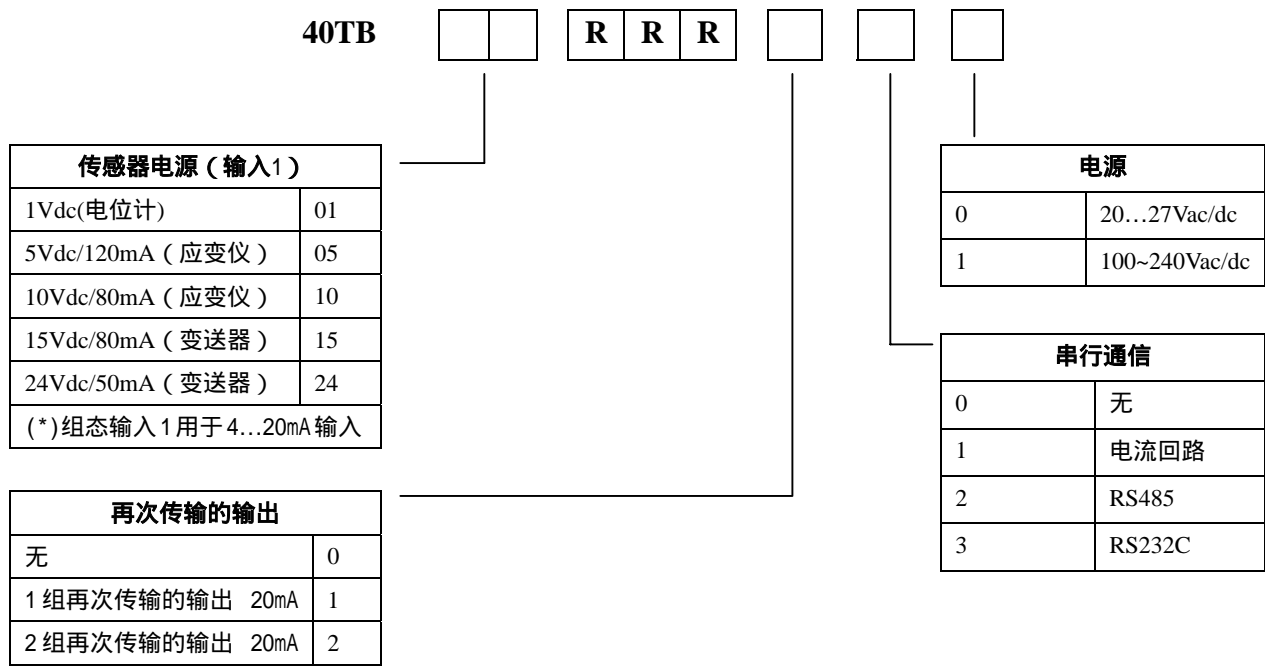 40TB R R R
传感器电源（输入1）
1Vdc(电位计) 01
5Vdc/120mA（应变仪） 05
10Vdc/80mA（应变仪） 10
15Vdc/80mA（变送器） 15
24Vdc/50mA（变送器） 24
(*)组态输入1用于4…20mA输入
再次传输的输出
无 0
1组再次传输的输出 20mA 1
2组再次传输的输出 20mA 2
电源
0 20…27Vac/dc
1 100~240Vac/dc
串行通信
0 无
1 电流回路
2 RS485
3 RS232C